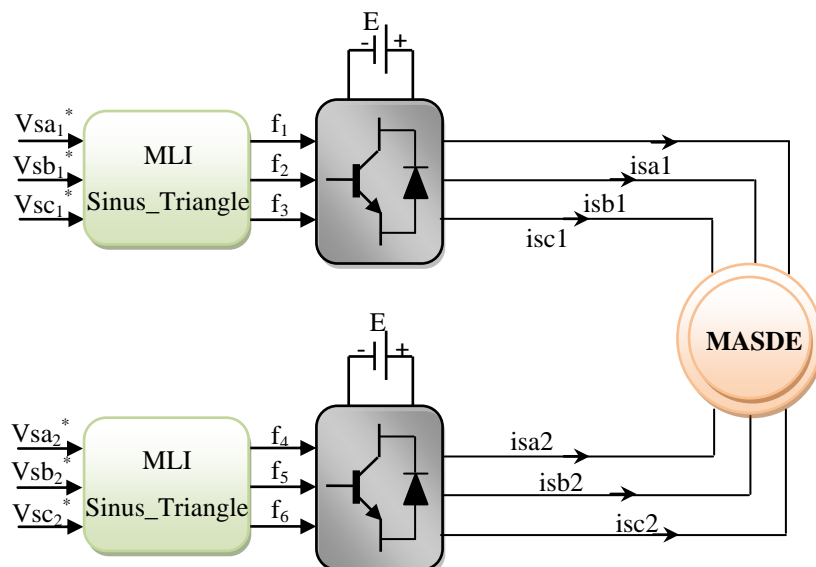 E
- +
Vsa₁*
Vsb₁*
Vsc₁*
MLI
Sinus_Triangle
f₁
f₂
f₃
isa1
isb1
isc1
MASDE
E
- +
Vsa₂*
Vsb₂*
Vsc₂*
MLI
Sinus_Triangle
f₄
f₅
f₆
isa2
isb2
isc2